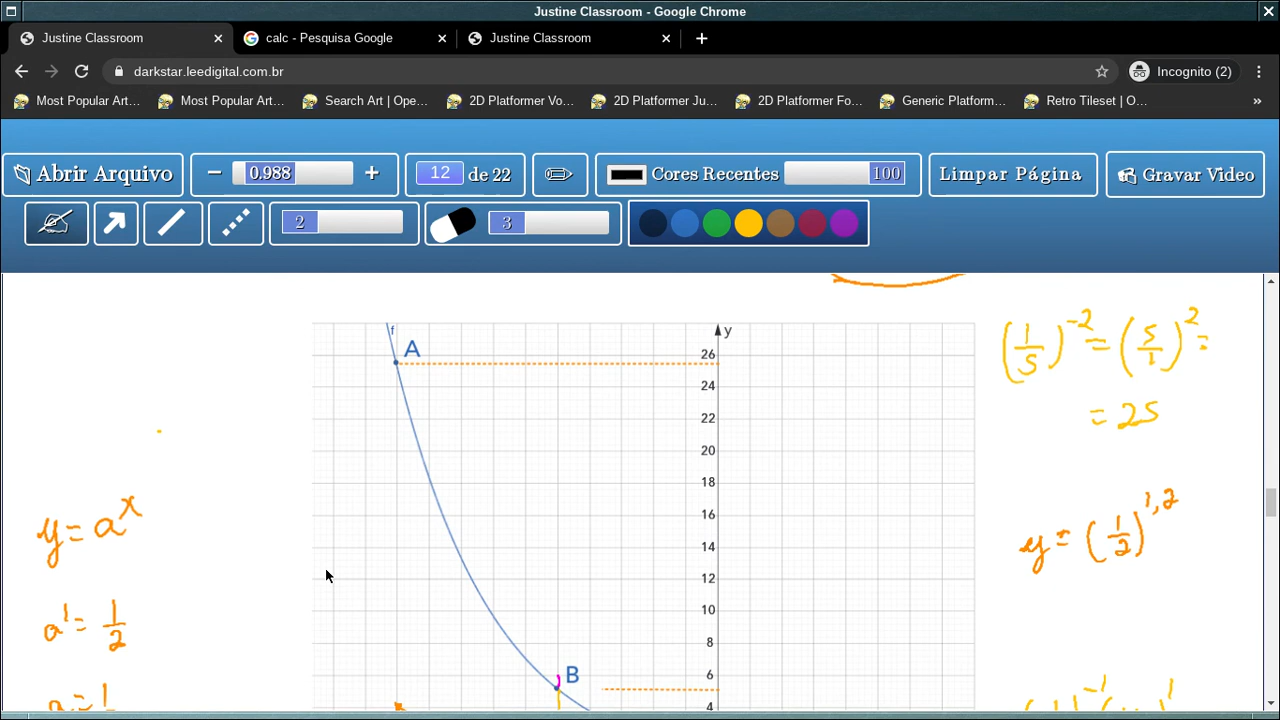 Justine Classroom - Google Chrome
Justine Classroom
calc - Pesquisa Google
Justine Classroom
darkstar.leedigital.com.br
Incognito (2)
Most Popular Art...
Most Popular Art...
Search Art | Ope...
2D Platformer Vo...
2D Platformer Ju...
2D Platformer Fo...
Generic Platform...
Retro Tileset | O...
»
Abrir Arquivo
− 0.988 +
12 de 22
Cores Recentes 100
Limpar Página
Gravar Video
2
3
f
A
y
26
24
22
20
18
16
14
12
10
8
6
4
B
y = a^x
a^1 = 1/2
(1/5)^-2 = (5/1)^2 =
= 25
y = (1/2)^1,2